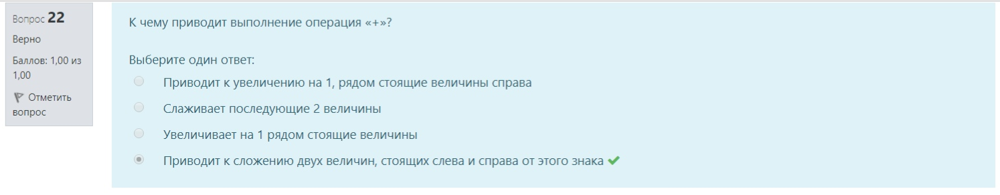 Вопрос 22
Верно
Баллов: 1,00 из
1,00
Отметить
вопрос
К чему приводит выполнение операция «+»?
Выберите один ответ:
Приводит к увеличению на 1, рядом стоящие величины справа
Слаживает последующие 2 величины
Увеличивает на 1 рядом стоящие величины
Приводит к сложению двух величин, стоящих слева и справа от этого знака